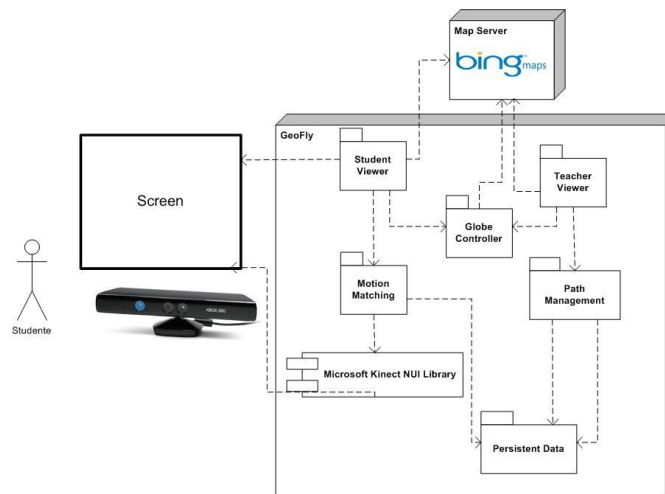 Map Server
bing maps
GeoFly
Student
Viewer
Teacher
Viewer
Screen
Globe
Controller
Motion
Matching
Path
Management
XBOX 360
Studente
Microsoft Kinect NUI Library
Persistent Data